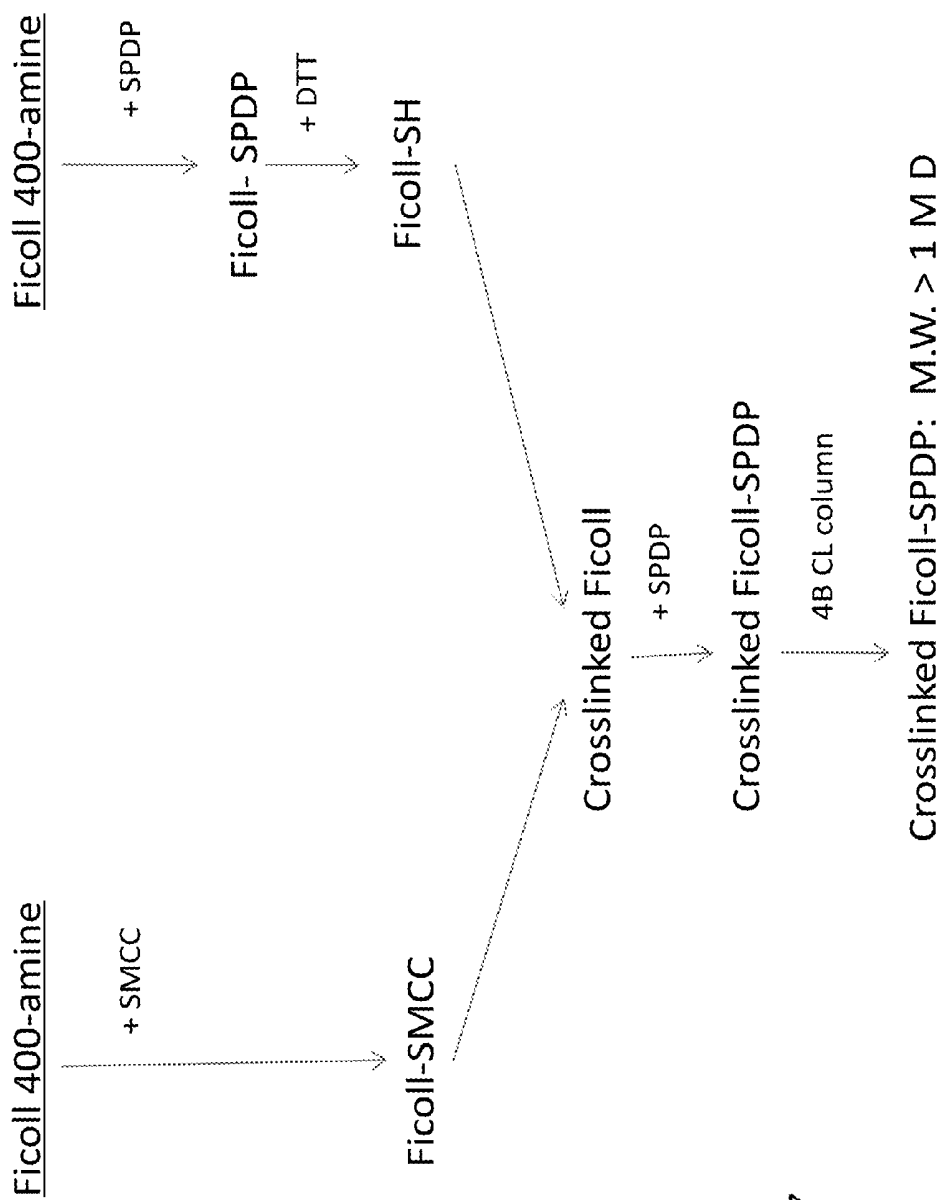 Ficoll 400-amine
Ficoll 400-amine
+ SMCC
+ SPDP
Ficoll- SPDP
+ DTT
Ficoll-SMCC
Ficoll-SH
Crosslinked Ficoll
+ SPDP
Crosslinked Ficoll-SPDP
4B CL column
Crosslinked Ficoll-SPDP: M.W. > 1 M D